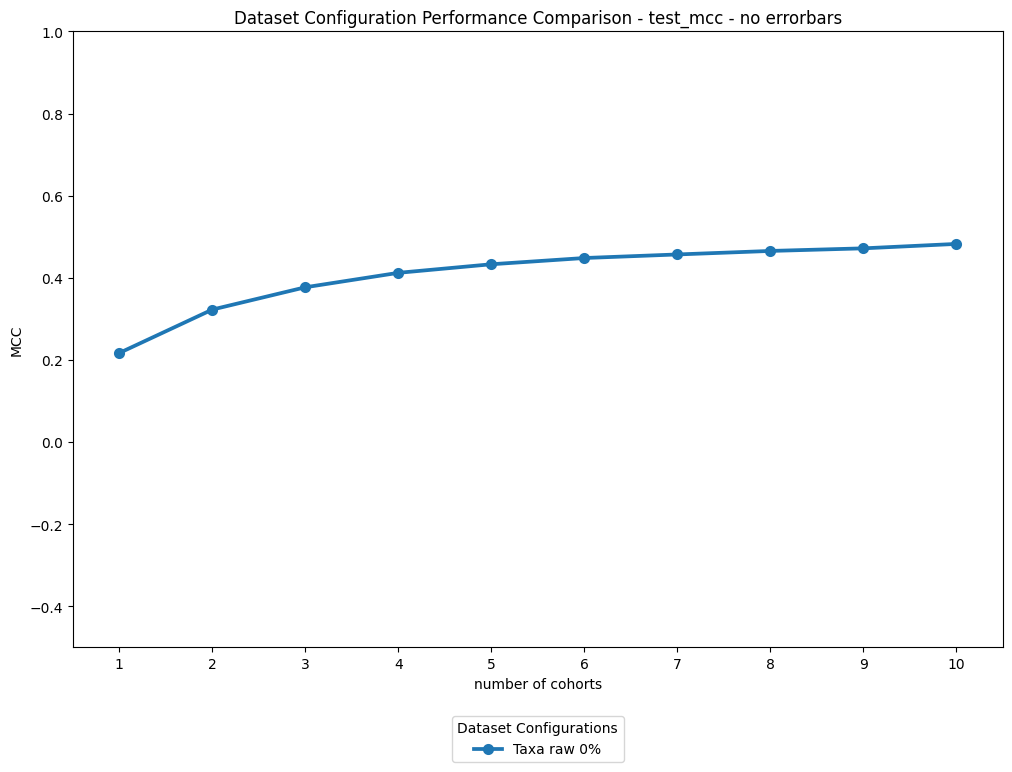 Dataset Configuration Performance Comparison - test_mcc - no errorbars
1.0
0.8
0.6
0.4
0.2
0.0
−0.2
−0.4
MCC
1 2 3 4 5 6 7 8 9 10
number of cohorts
Dataset Configurations
Taxa raw 0%